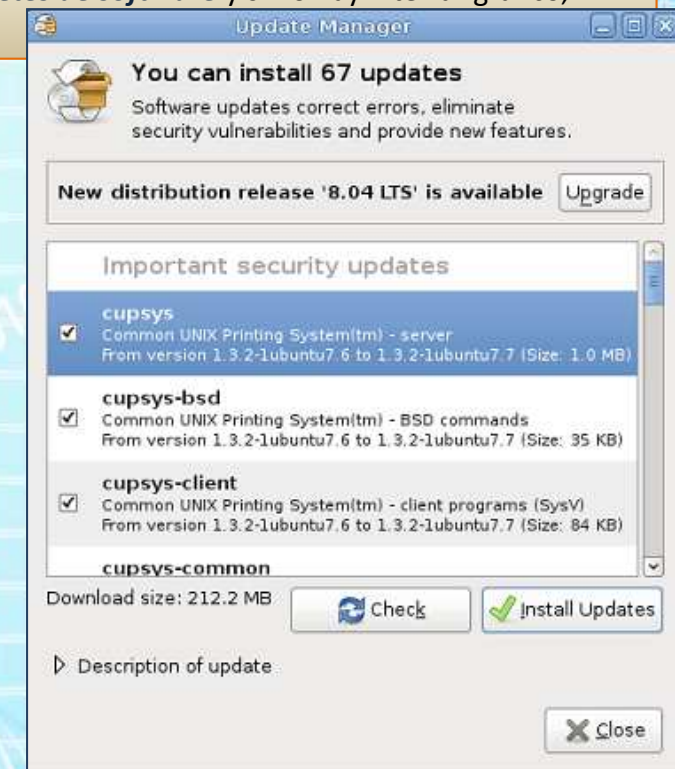 Update Manager
You can install 67 updates
Software updates correct errors, eliminate
security vulnerabilities and provide new features.
New distribution release '8.04 LTS' is available Upgrade
Important security updates
cupsys
Common UNIX Printing System(tm) - server
From version 1.3.2-1ubuntu7.6 to 1.3.2-1ubuntu7.7 (Size: 1.0 MB)
cupsys-bsd
Common UNIX Printing System(tm) - BSD commands
From version 1.3.2-1ubuntu7.6 to 1.3.2-1ubuntu7.7 (Size: 35 KB)
cupsys-client
Common UNIX Printing System(tm) - client programs (SysV)
From version 1.3.2-1ubuntu7.6 to 1.3.2-1ubuntu7.7 (Size: 84 KB)
cupsys-common
Download size: 212.2 MB Check Install Updates
Description of update
Close